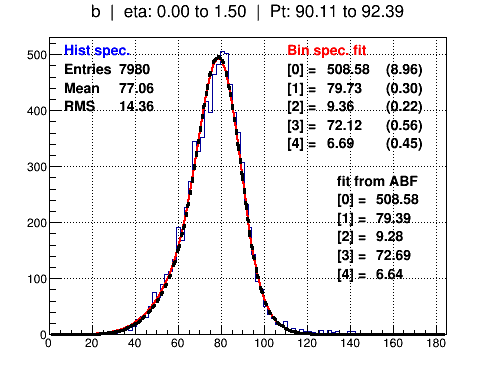 b | eta: 0.00 to 1.50 | Pt: 90.11 to 92.39
Hist spec.
Entries 7980
Mean 77.06
RMS 14.36
Bin spec. fit
[0] = 508.58 (8.96)
[1] = 79.73 (0.30)
[2] = 9.36 (0.22)
[3] = 72.12 (0.56)
[4] = 6.69 (0.45)
fit from ABF
[0] = 508.58
[1] = 79.39
[2] = 9.28
[3] = 72.69
[4] = 6.64
500
400
300
200
100
0
0 20 40 60 80 100 120 140 160 180